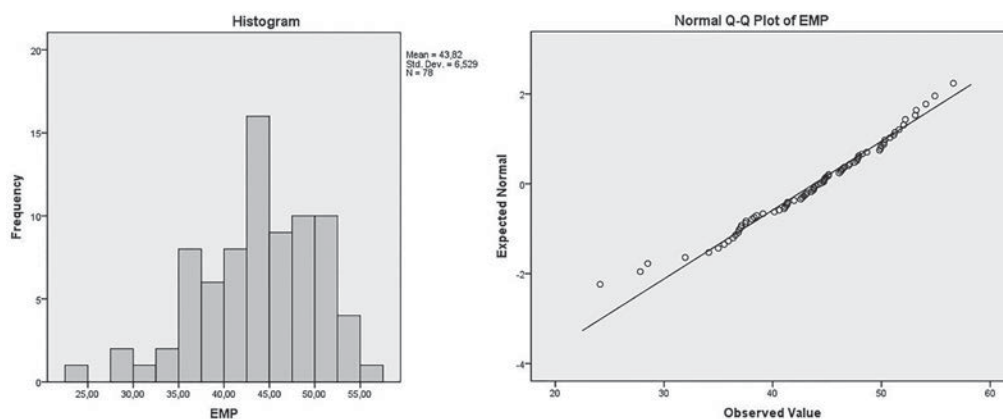 Histogram
Mean = 43,82
Std. Dev. = 6,529
N = 78
Frequency
20
15
10
5
0
25,00 30,00 35,00 40,00 45,00 50,00 55,00
EMP
Normal Q-Q Plot of EMP
Expected Normal
2
0
-2
-4
20 30 40 50 60
Observed Value